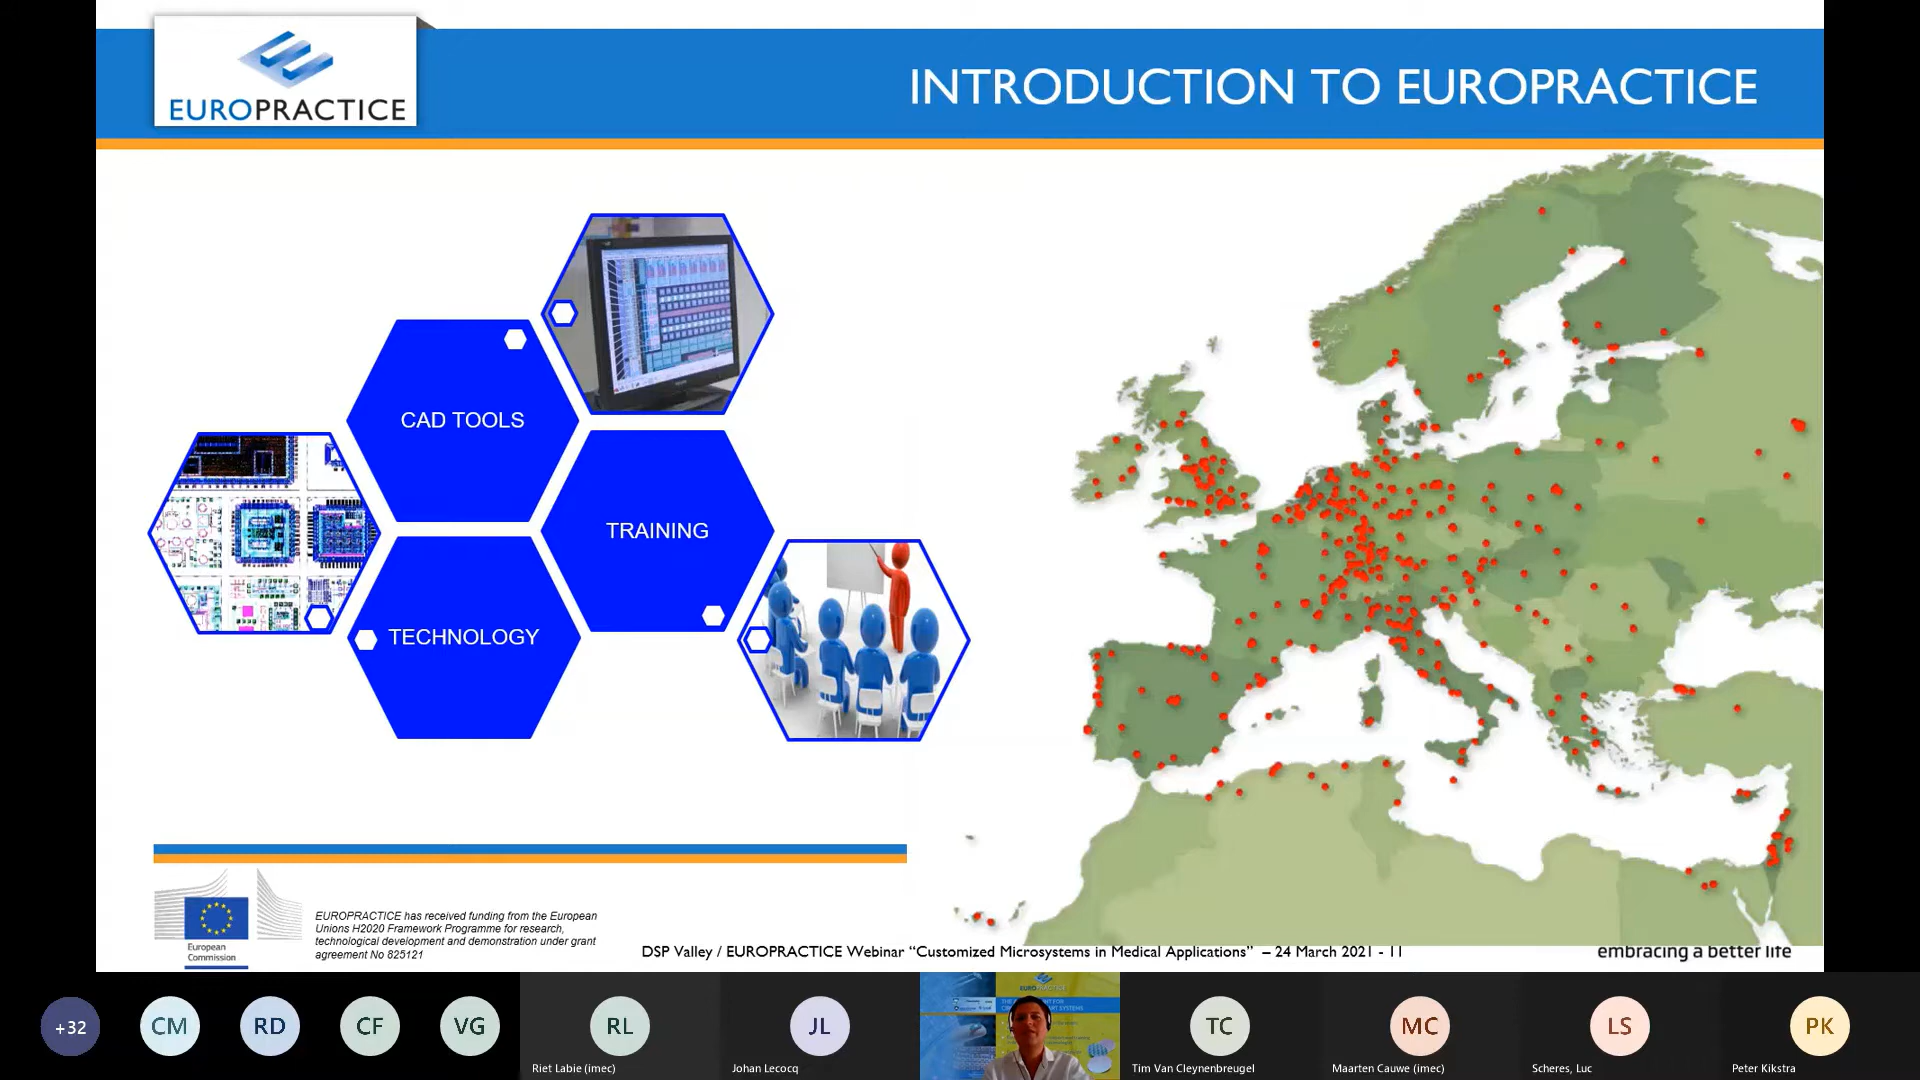 EUROPRACTICE
INTRODUCTION TO EUROPRACTICE
CAD TOOLS
TRAINING
TECHNOLOGY
European
Commission
EUROPRACTICE has received funding from the European
Unions H2020 Framework Programme for research,
technological development and demonstration under grant
agreement No 825121
DSP Valley / EUROPRACTICE Webinar “Customized Microsystems in Medical Applications” – 24 March 2021 - 11
embracing a better life
+32
CM
RD
CF
VG
RL
Riet Labie (imec)
JL
Johan Lecocq
EUROPRACTICE
TC
Tim Van Cleynenbreugel
MC
Maarten Cauwe (imec)
LS
Scheres, Luc
PK
Peter Kikstra